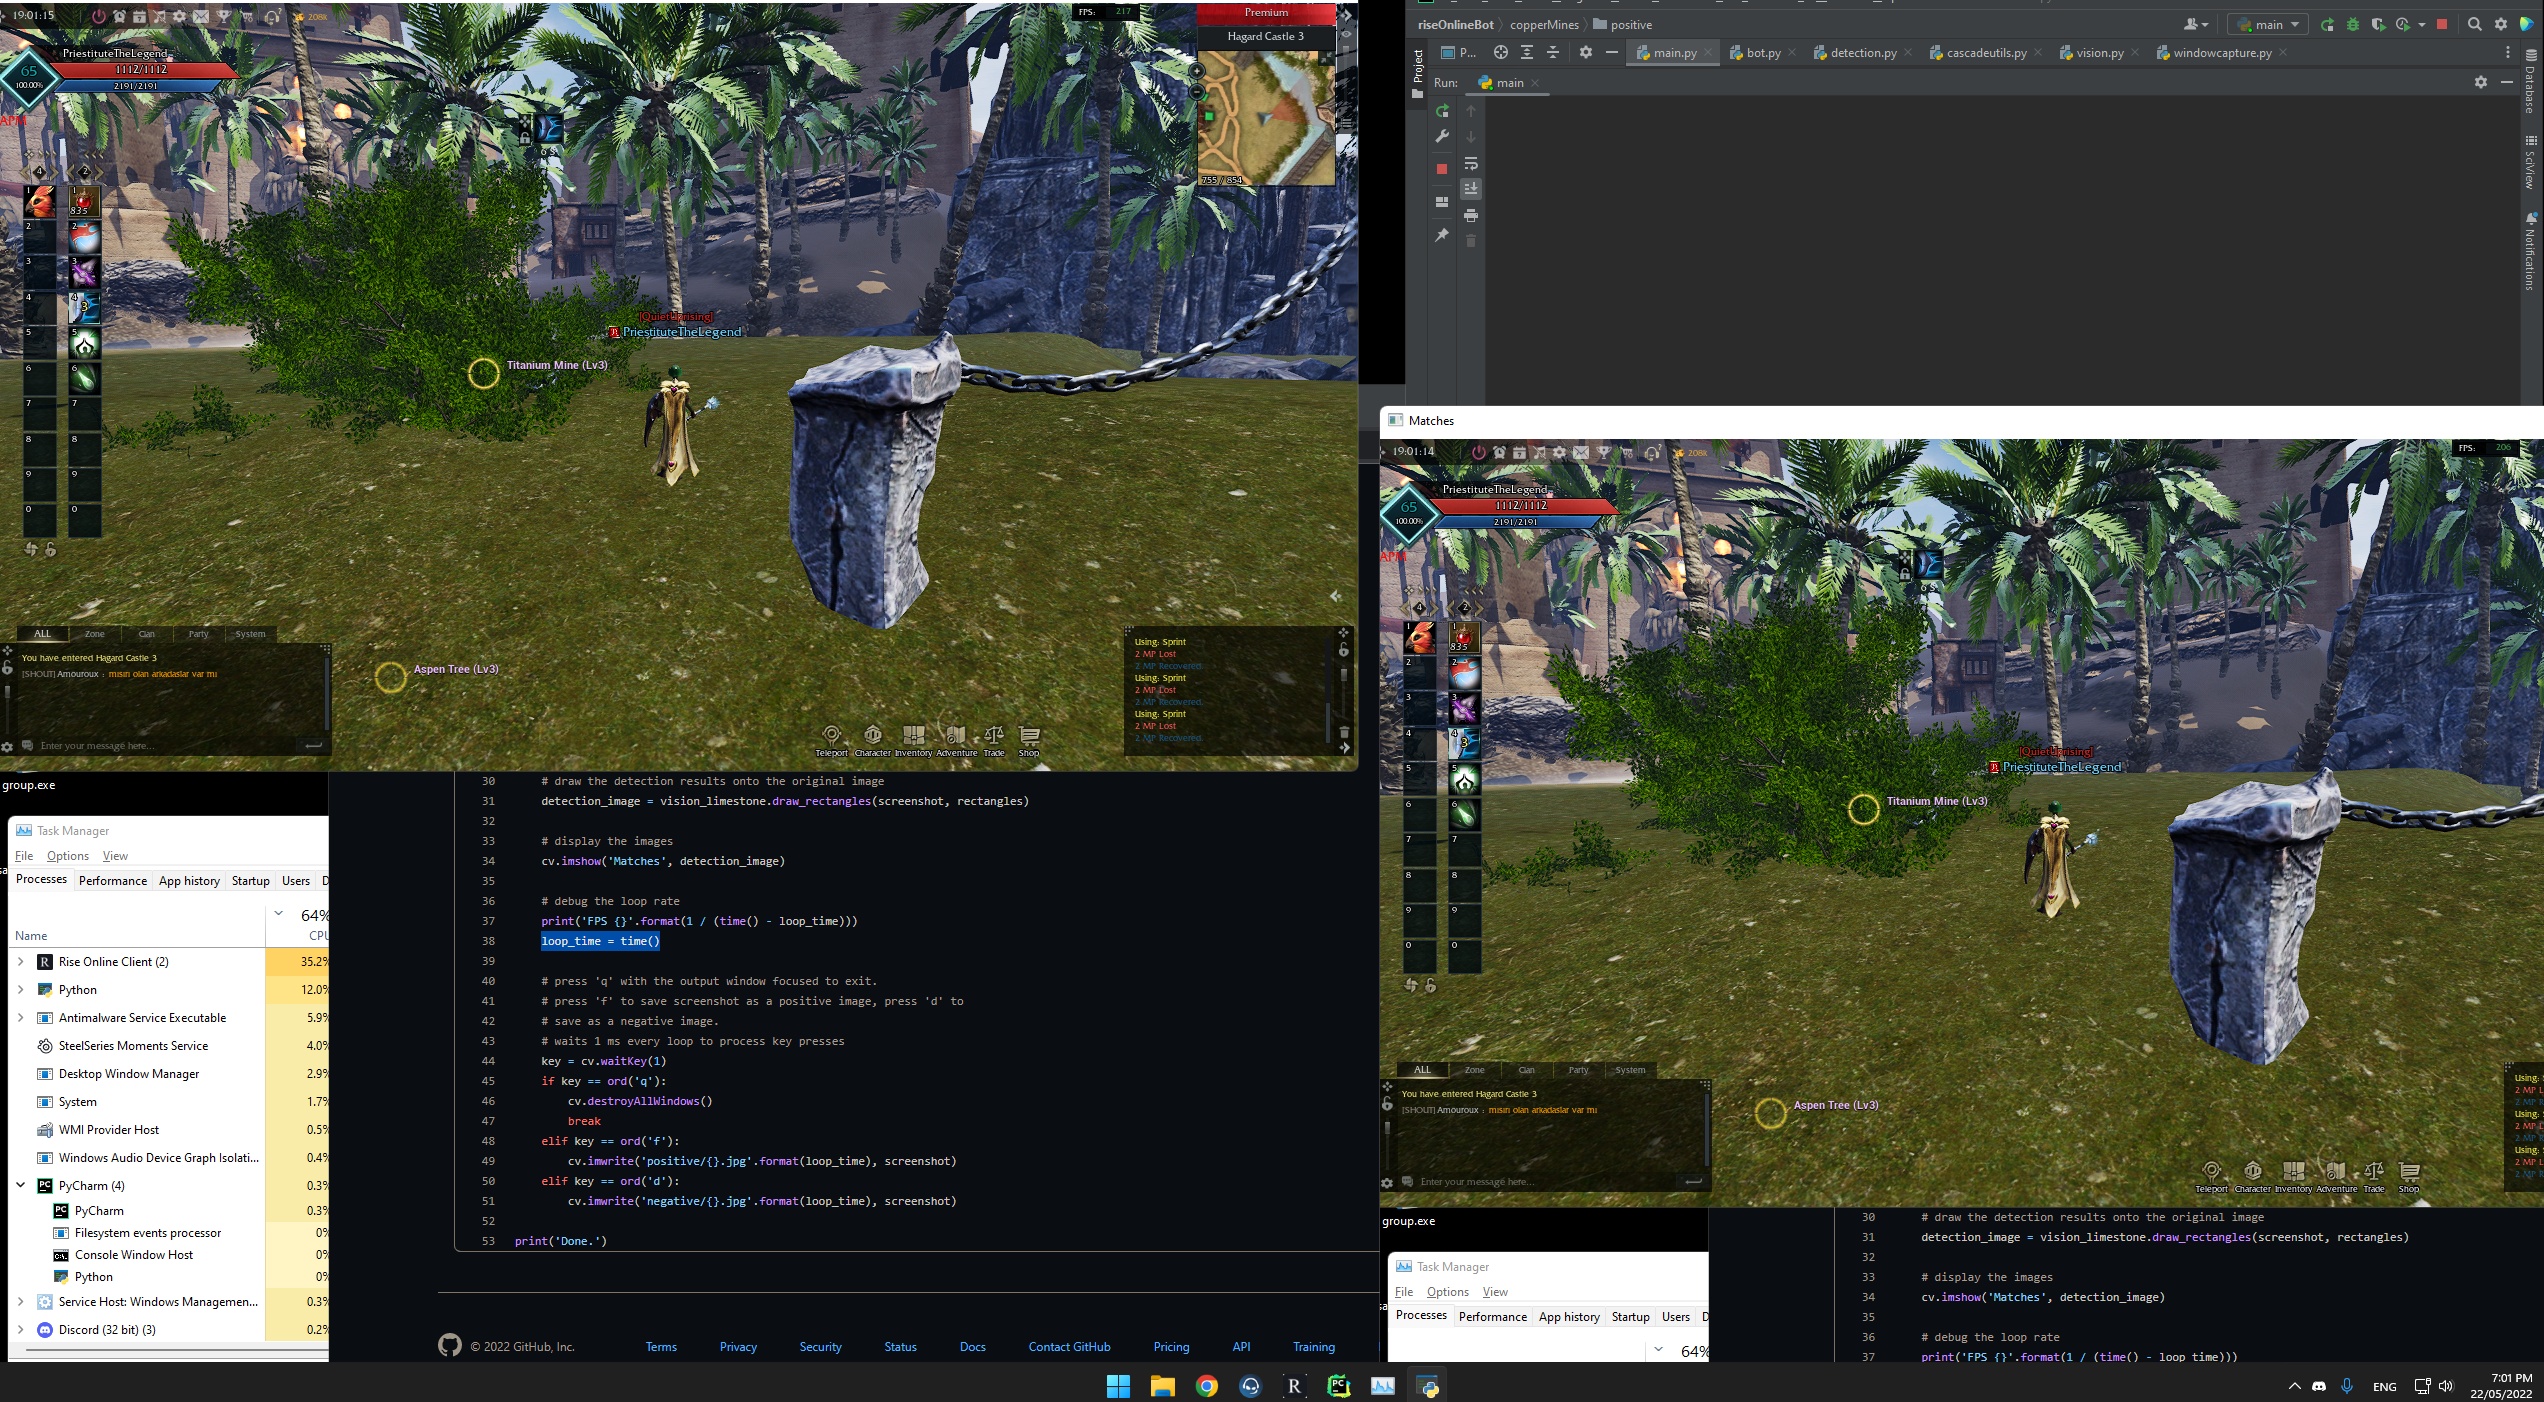 19:01:15
208k
FPS: 217
Premium
Hagard Castle 3
PriestituteTheLegend
65
100.00%
1112/1112
2191/2191
755 / 854
4
2
835
[QuietUprising]
PriestituteTheLegend
Titanium Mine (Lv3)
Aspen Tree (Lv3)
ALL Zone Clan Party System
You have entered Hagard Castle 3
[SHOUT] Amouroux : misiri olan arkadaslar var mi
Enter your message here...
Using: Sprint
2 MP Lost
2 MP Recovered.
Using: Sprint
2 MP Lost
2 MP Recovered.
Using: Sprint
2 MP Lost
2 MP Recovered.
Teleport Character Inventory Adventure Trade Shop
riseOnlineBot copperMines positive
main
P... main.py bot.py detection.py cascadeutils.py vision.py windowcapture.py
Run: main
Project
Database
SciView
Notifications
Matches
19:01:14
208k
FPS: 206
PriestituteTheLegend
65
100.00%
1112/1112
2191/2191
4
2
835
[QuietUprising]
PriestituteTheLegend
Titanium Mine (Lv3)
Aspen Tree (Lv3)
ALL Zone Clan Party System
You have entered Hagard Castle 3
[SHOUT] Amouroux : misiri olan arkadaslar var mi
Enter your message here...
Teleport Character Inventory Adventure Trade Shop
group.exe
Task Manager
File Options View
Processes Performance App history Startup Users D
64%
Name CPU
Rise Online Client (2) 35.2%
Python 12.0%
Antimalware Service Executable 5.9%
SteelSeries Moments Service 4.0%
Desktop Window Manager 2.9%
System 1.7%
WMI Provider Host 0.5%
Windows Audio Device Graph Isolati... 0.4%
PyCharm (4) 0.3%
PyCharm 0.3%
Filesystem events processor 0%
Console Window Host 0%
Python 0%
Service Host: Windows Managemen... 0.3%
Discord (32 bit) (3) 0.2%
30 # draw the detection results onto the original image
31 detection_image = vision_limestone.draw_rectangles(screenshot, rectangles)
32
33 # display the images
34 cv.imshow('Matches', detection_image)
35
36 # debug the loop rate
37 print('FPS {}'.format(1 / (time() - loop_time)))
38 loop_time = time()
39
40 # press 'q' with the output window focused to exit.
41 # press 'f' to save screenshot as a positive image, press 'd' to
42 # save as a negative image.
43 # waits 1 ms every loop to process key presses
44 key = cv.waitKey(1)
45 if key == ord('q'):
46 cv.destroyAllWindows()
47 break
48 elif key == ord('f'):
49 cv.imwrite('positive/{}.jpg'.format(loop_time), screenshot)
50 elif key == ord('d'):
51 cv.imwrite('negative/{}.jpg'.format(loop_time), screenshot)
52
53 print('Done.')
© 2022 GitHub, Inc. Terms Privacy Security Status Docs Contact GitHub Pricing API Training
group.exe
Task Manager
File Options View
Processes Performance App history Startup Users D
64%
30 # draw the detection results onto the original image
31 detection_image = vision_limestone.draw_rectangles(screenshot, rectangles)
32
33 # display the images
34 cv.imshow('Matches', detection_image)
35
36 # debug the loop rate
37 print('FPS {}'.format(1 / (time() - loop_time)))
ENG
7:01 PM
22/05/2022